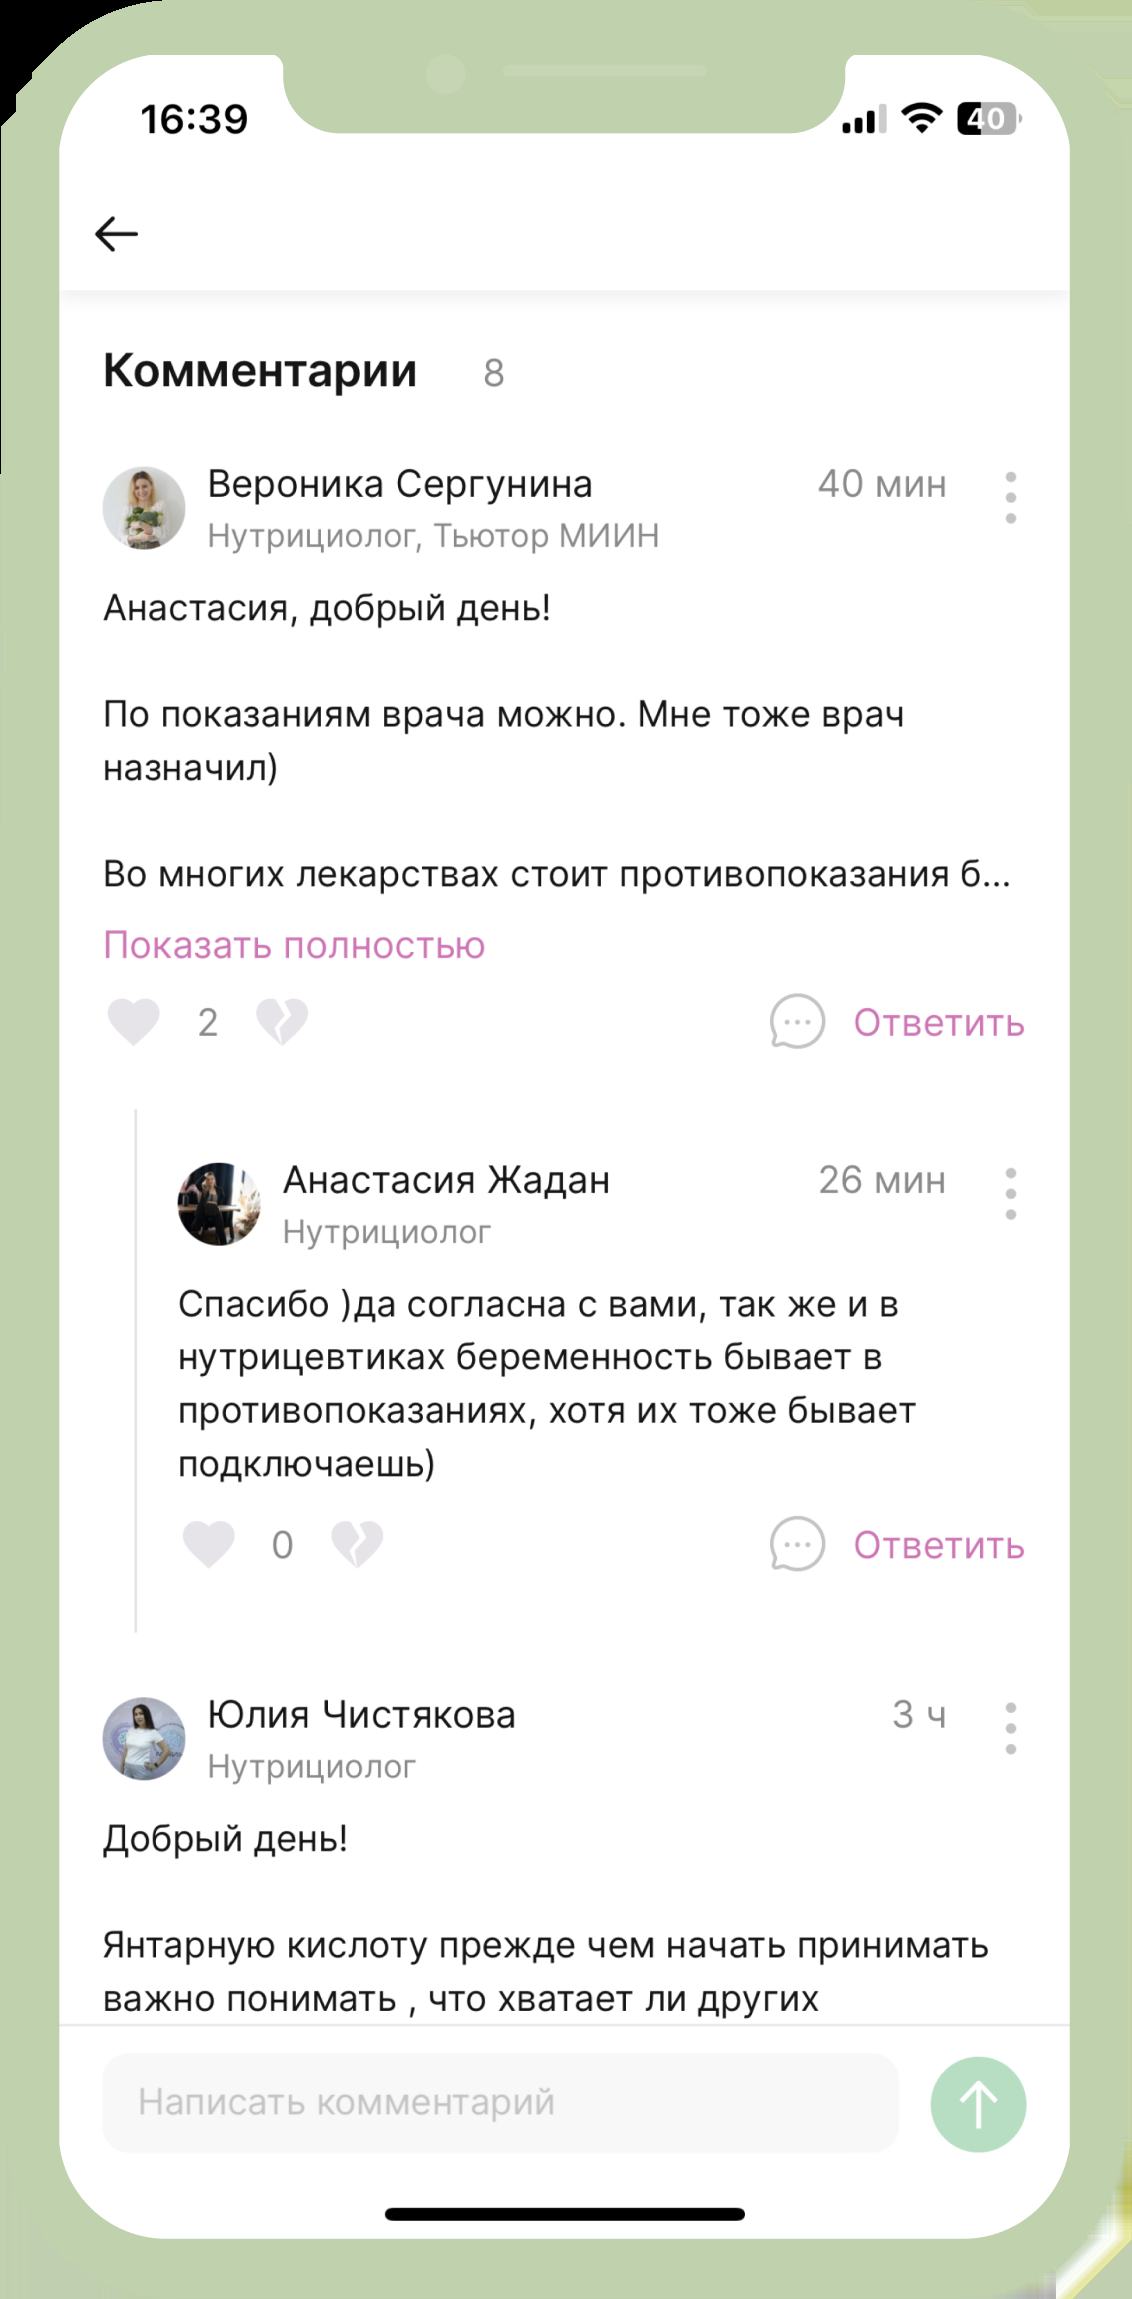 16:39
40
Комментарии 8
Вероника Сергунина 40 мин
Нутрициолог, Тьютор МИИН
Анастасия, добрый день!
По показаниям врача можно. Мне тоже врач
назначил)
Во многих лекарствах стоит противопоказания б...
Показать полностью
2 Ответить
Анастасия Жадан 26 мин
Нутрициолог
Спасибо )да согласна с вами, так же и в
нутрицевтиках беременность бывает в
противопоказаниях, хотя их тоже бывает
подключаешь)
0 Ответить
Юлия Чистякова 3 ч
Нутрициолог
Добрый день!
Янтарную кислоту прежде чем начать принимать
важно понимать , что хватает ли других
Написать комментарий